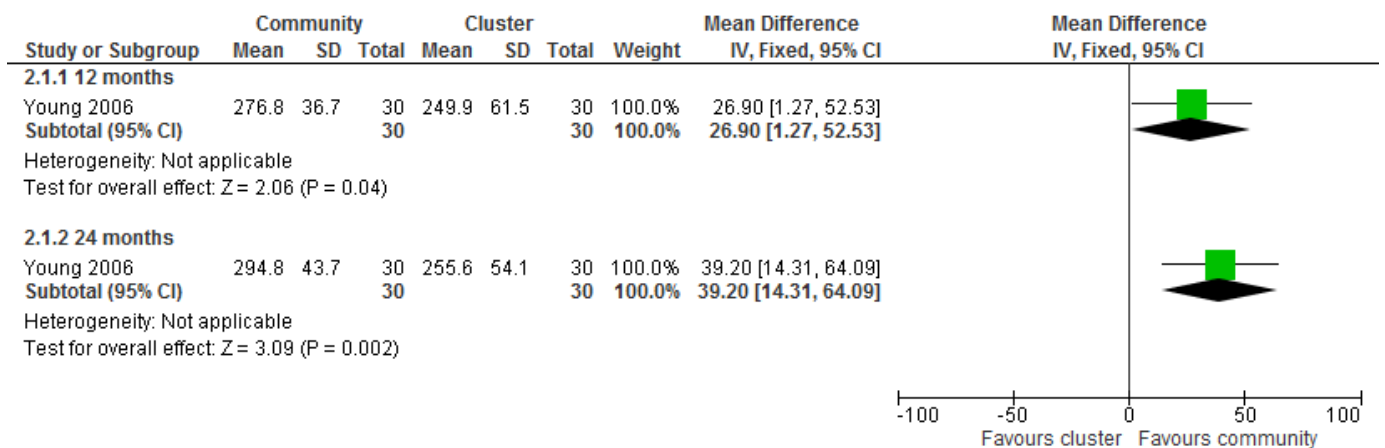 Community Cluster Mean Difference Mean Difference
Study or Subgroup Mean SD Total Mean SD Total Weight IV, Fixed, 95% CI IV, Fixed, 95% CI
2.1.1 12 months
Young 2006 276.8 36.7 30 249.9 61.5 30 100.0% 26.90 [1.27, 52.53]
Subtotal (95% CI) 30 30 100.0% 26.90 [1.27, 52.53]
Heterogeneity: Not applicable
Test for overall effect: Z = 2.06 (P = 0.04)
2.1.2 24 months
Young 2006 294.8 43.7 30 255.6 54.1 30 100.0% 39.20 [14.31, 64.09]
Subtotal (95% CI) 30 30 100.0% 39.20 [14.31, 64.09]
Heterogeneity: Not applicable
Test for overall effect: Z = 3.09 (P = 0.002)
-100 -50 0 50 100
Favours cluster Favours community